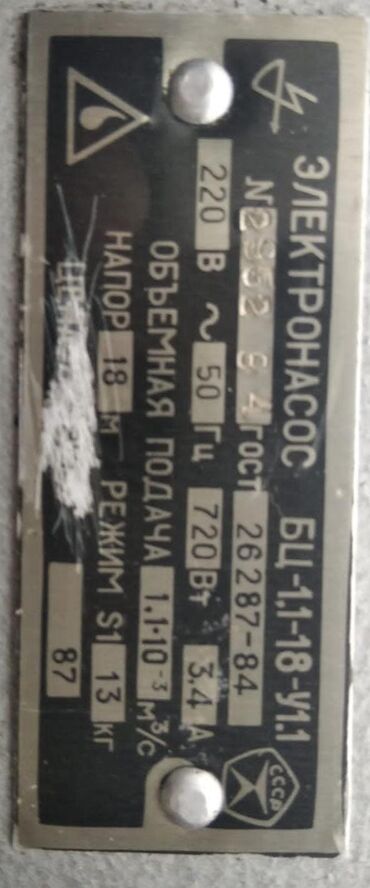 ЭЛЕКТРОНАСОС БЦ-1,1-18-У1.1
N ГОСТ 26287-84
220 В ~ 50 Гц 720 Вт 3.4 А
ОБЪЕМНАЯ ПОДАЧА 1,1·10⁻³ м³/с
НАПОР 18 м РЕЖИМ S1 13 кг
87
СССР